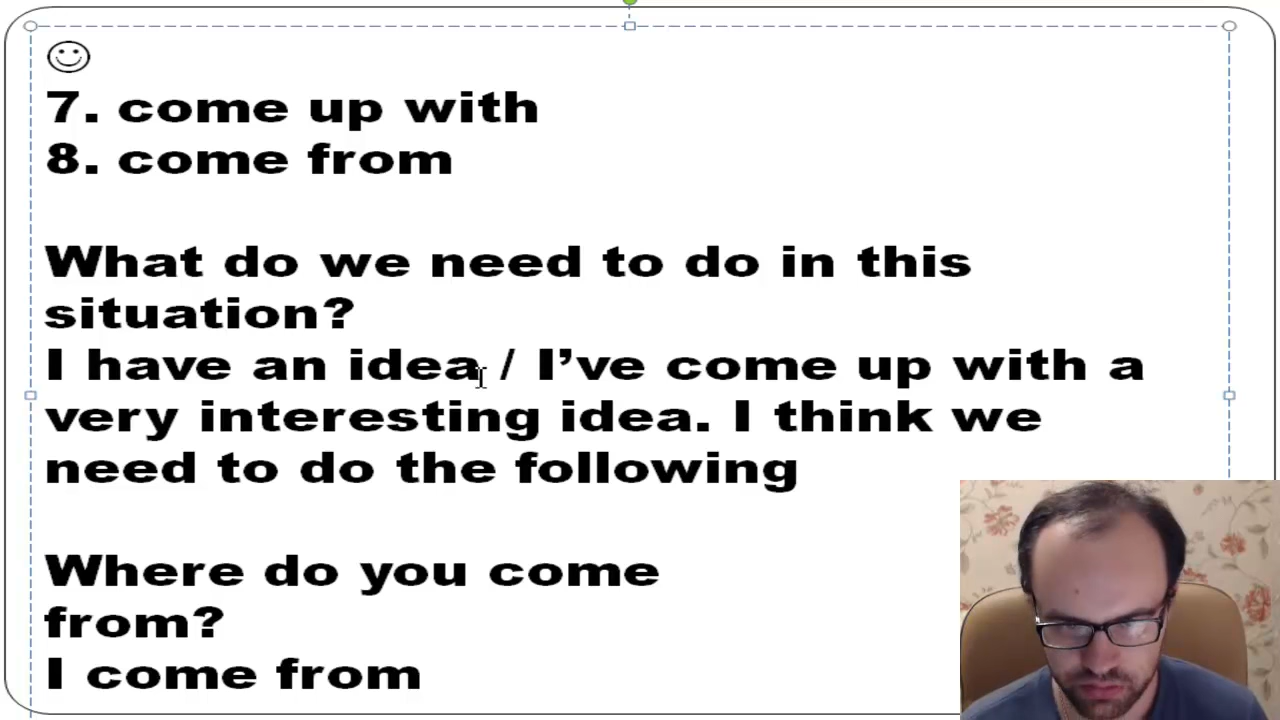 7. come up with
8. come from
What do we need to do in this
situation?
I have an idea / I’ve come up with a
very interesting idea. I think we
need to do the following
Where do you come
from?
I come from